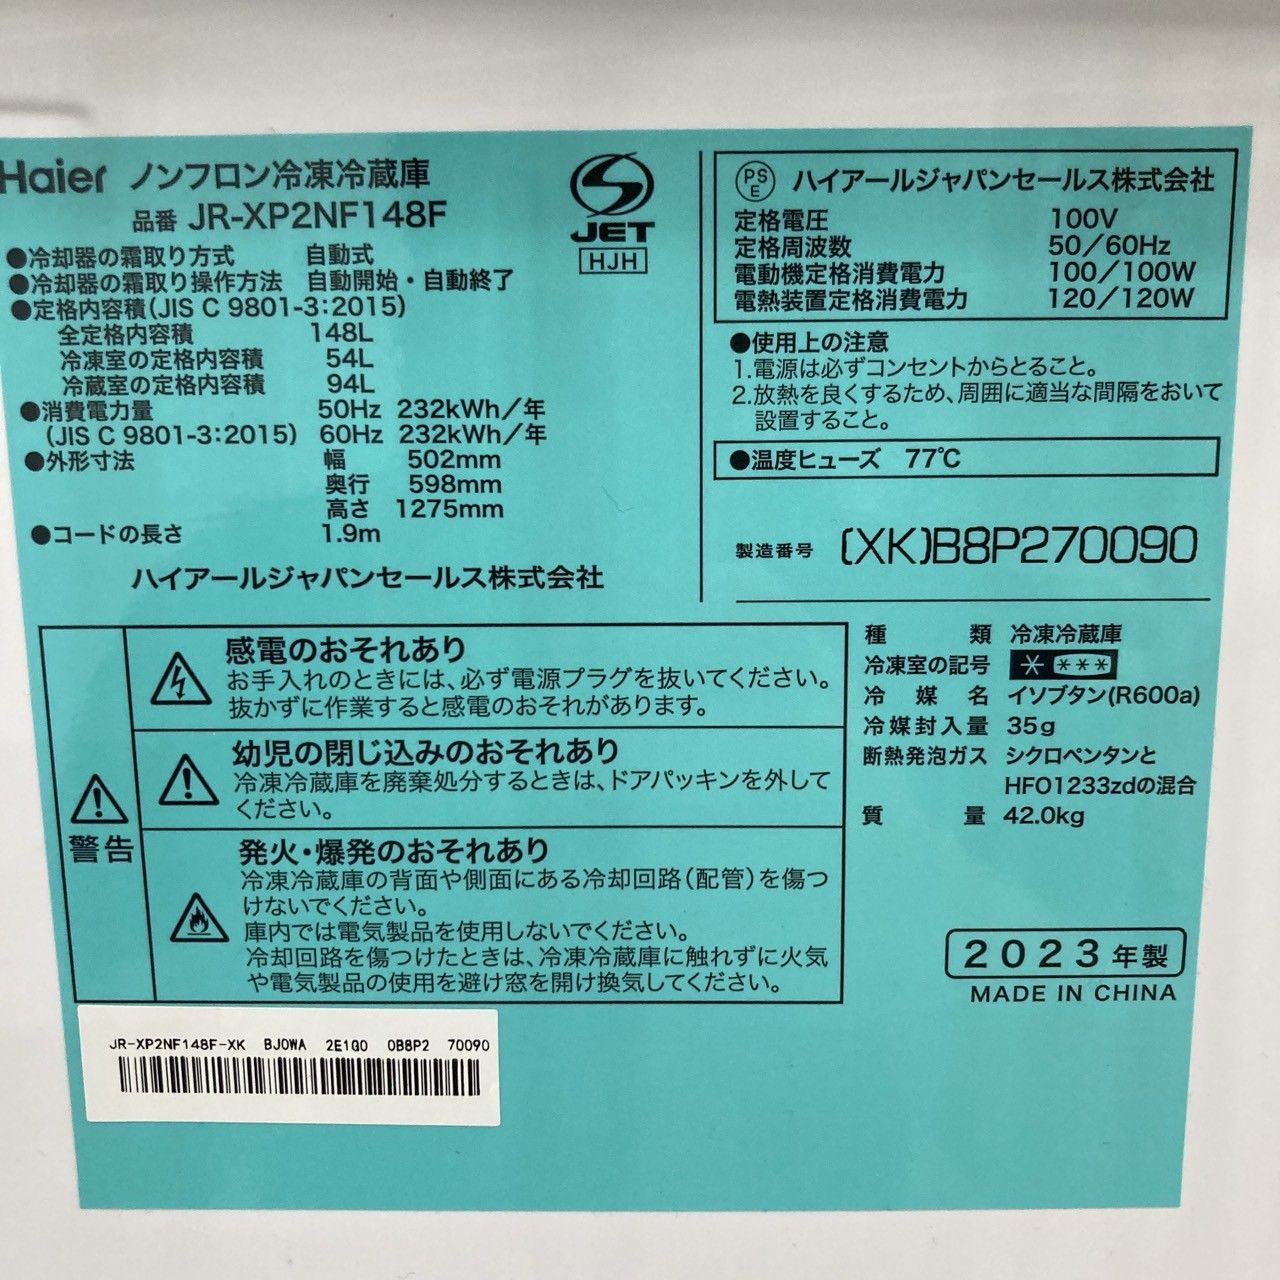 Haier ノンフロン冷凍冷蔵庫
品番 JR-XP2NF148F
●冷却器の霜取り方式 自動式
●冷却器の霜取り操作方法 自動開始・自動終了
●定格内容積(JIS C 9801-3:2015)
全定格内容積 148L
冷凍室の定格内容積 54L
冷蔵室の定格内容積 94L
●消費電力量 50Hz 232kWh/年
(JIS C 9801-3:2015) 60Hz 232kWh/年
●外形寸法 幅 502mm
奥行 598mm
高さ 1275mm
●コードの長さ 1.9m
ハイアールジャパンセールス株式会社
JET
HJH
PSE ハイアールジャパンセールス株式会社
定格電圧 100V
定格周波数 50/60Hz
電動機定格消費電力 100/100W
電熱装置定格消費電力 120/120W
●使用上の注意
1.電源は必ずコンセントからとること。
2.放熱を良くするため、周囲に適当な間隔をおいて
設置すること。
●温度ヒューズ 77℃
製造番号 (XK)B8P270090
警告
感電のおそれあり
お手入れのときには、必ず電源プラグを抜いてください。
抜かずに作業すると感電のおそれがあります。
幼児の閉じ込みのおそれあり
冷凍冷蔵庫を廃棄処分するときは、ドアパッキンを外して
ください。
発火・爆発のおそれあり
冷凍冷蔵庫の背面や側面にある冷却回路(配管)を傷つ
けないでください。
庫内では電気製品を使用しないでください。
冷却回路を傷つけたときは、冷凍冷蔵庫に触れずに火気
や電気製品の使用を避け窓を開け換気してください。
種類 冷凍冷蔵庫
冷凍室の記号 * ***
冷媒名 イソブタン(R600a)
冷媒封入量 35g
断熱発泡ガス シクロペンタンと
HFO1233zdの混合
質量 42.0kg
2023年製
MADE IN CHINA
JR-XP2NF148F-XK BJ0WA 2E1G0 0B8P2 70090